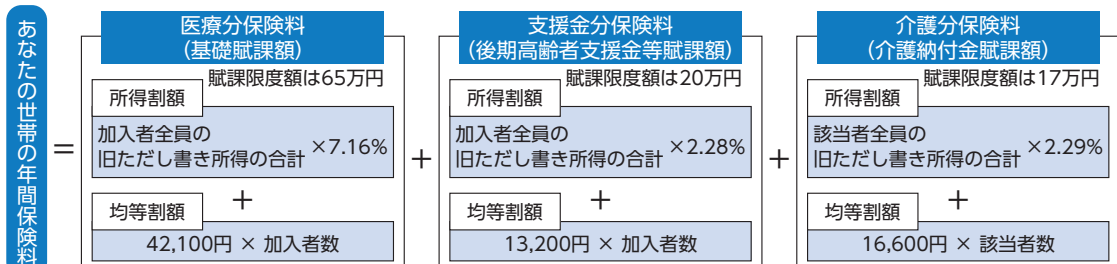 あなたの世帯の年間保険料
=
医療分保険料
(基礎賦課額)
賦課限度額は65万円
所得割額
加入者全員の
旧ただし書き所得の合計 ×7.16%
+
均等割額
42,100円 × 加入者数
+
支援金分保険料
(後期高齢者支援金等賦課額)
賦課限度額は20万円
所得割額
加入者全員の
旧ただし書き所得の合計 ×2.28%
+
均等割額
13,200円 × 加入者数
+
介護分保険料
(介護納付金賦課額)
賦課限度額は17万円
所得割額
該当者全員の
旧ただし書き所得の合計 ×2.29%
+
均等割額
16,600円 × 該当者数